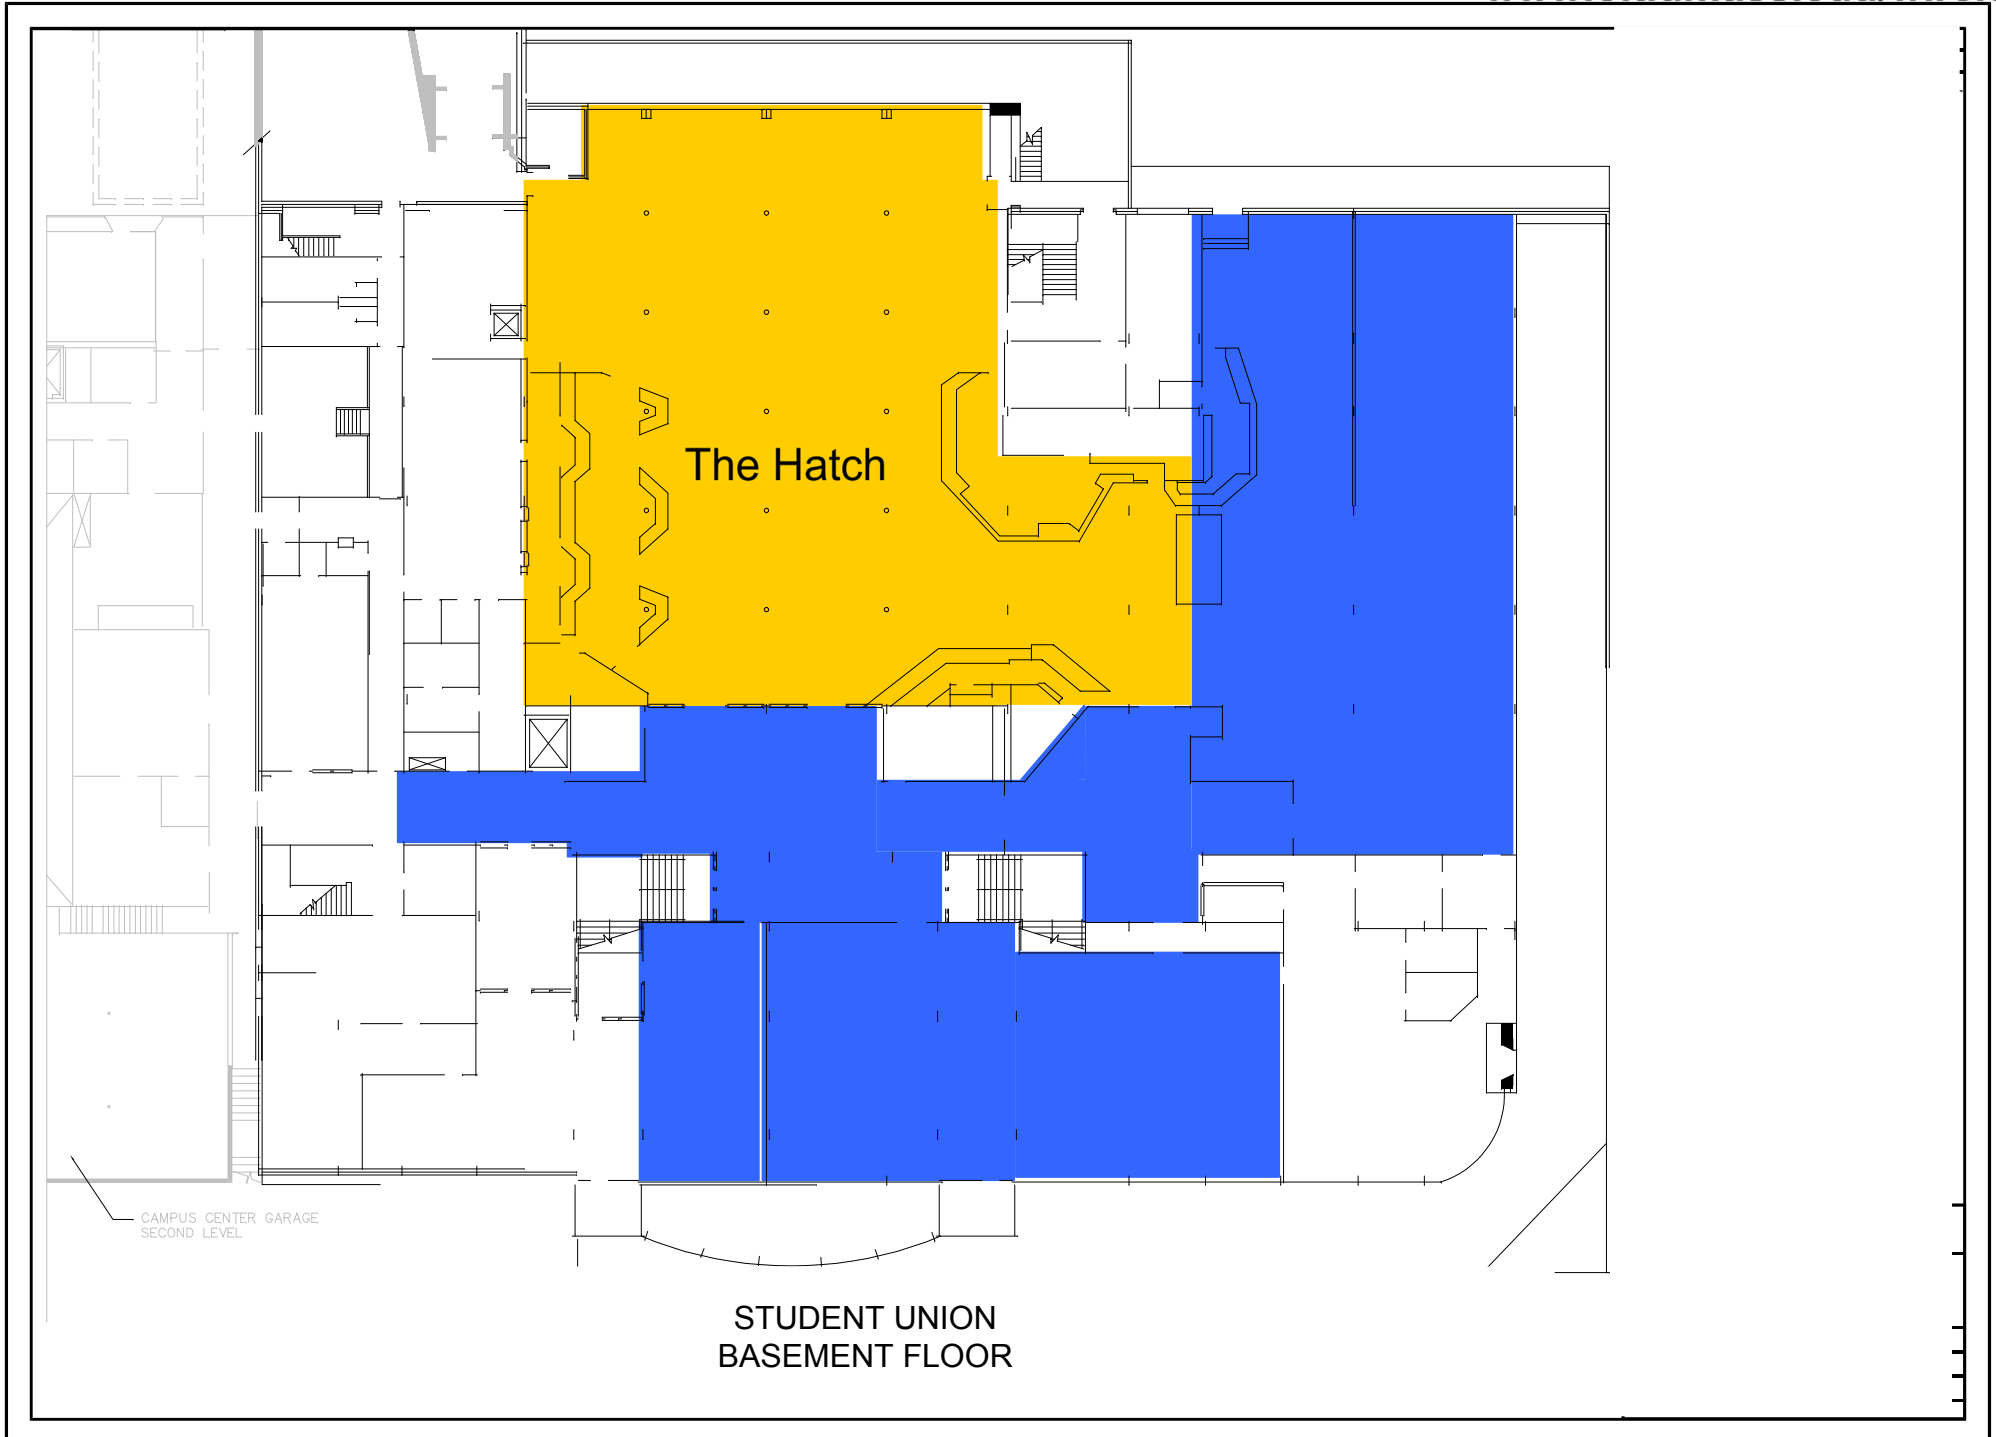 The Hatch
CAMPUS CENTER GARAGE
SECOND LEVEL
STUDENT UNION
BASEMENT FLOOR